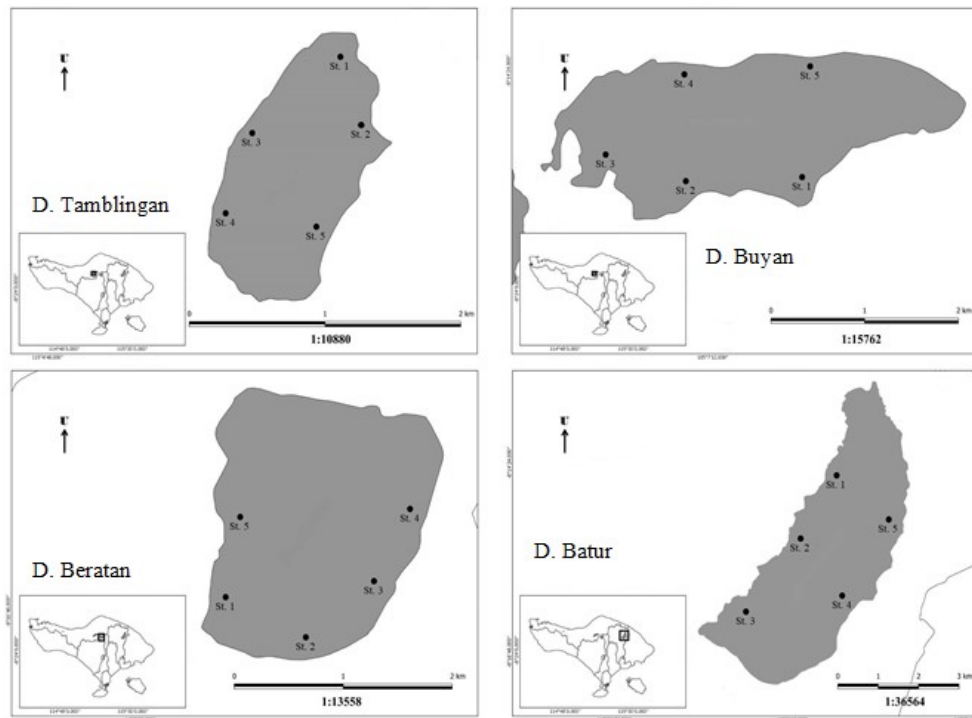 U
St. 1
St. 2
St. 3
D. Tamblingan
St. 4
St. 5
0 1 2 km
1:10880
U
St. 5
St. 4
St. 3
St. 2
St. 1
D. Buyan
0 1 2 km
1:15762
U
St. 4
St. 5
D. Beratan
St. 3
St. 1
St. 2
0 1 2 km
1:13558
U
St. 1
St. 5
D. Batur
St. 2
St. 4
St. 3
0 1 2 3 km
1:36564